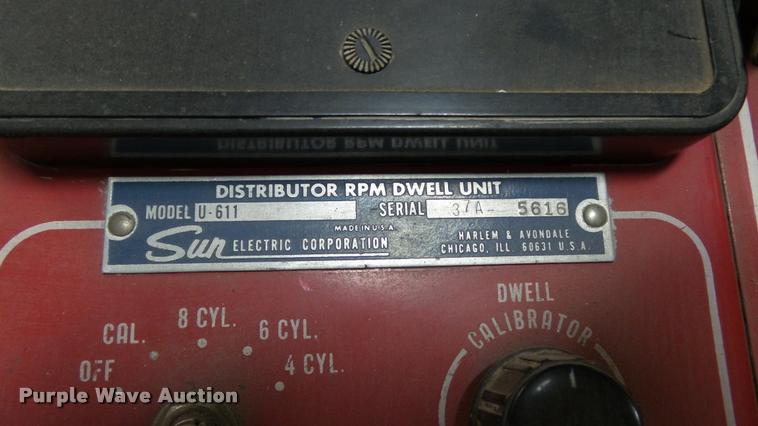 DISTRIBUTOR RPM DWELL UNIT
DISTRIBUTOR RPM DWELL UNIT
MODEL U-611 SERIAL 3/A- 5616
MADE IN U.S.A.
Sun ELECTRIC CORPORATION
HARLEM & AVONDALE
CHICAGO, ILL. 60631 U.S.A.
OFF CAL. 8 CYL. 6 CYL. 4 CYL.
DWELL
CALIBRATOR
Purple Wave Auction